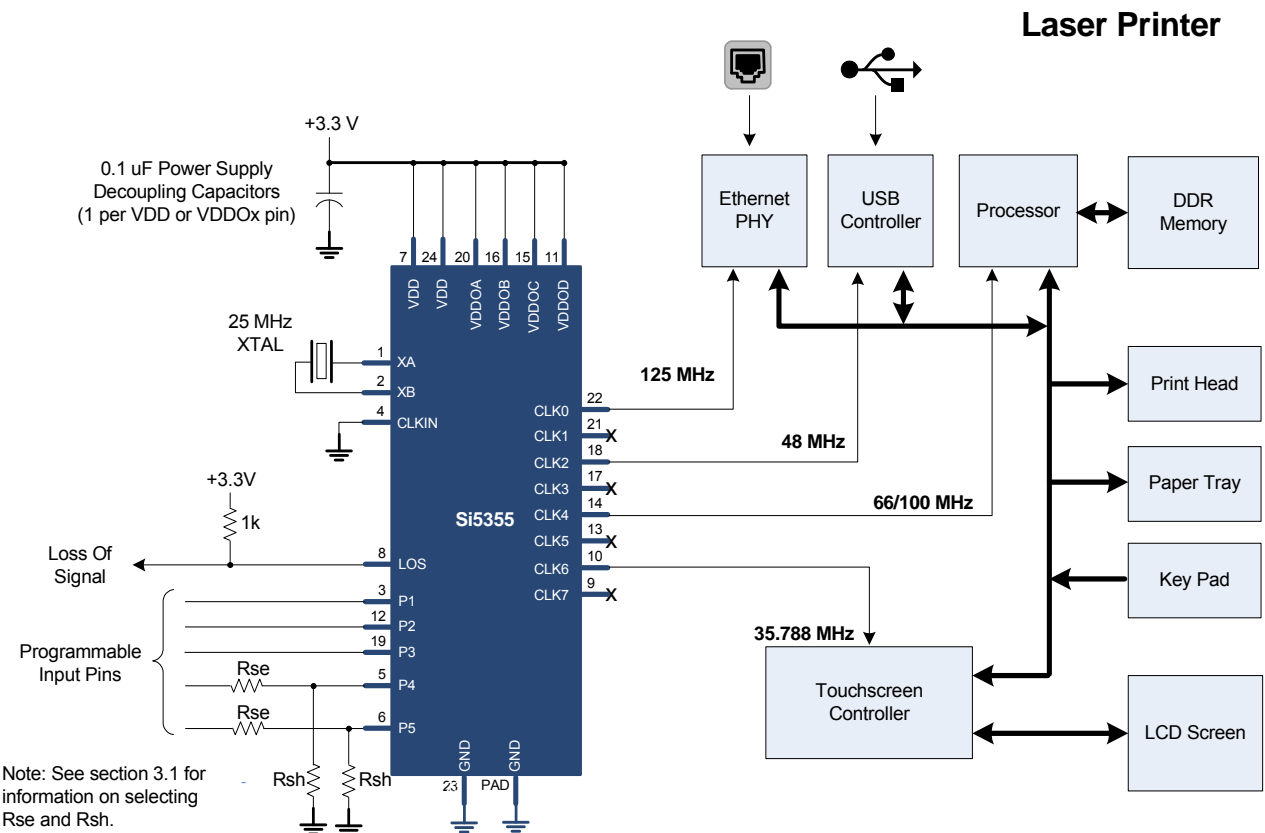 Laser Printer
+3.3 V
0.1 uF Power Supply
Decoupling Capacitors
(1 per VDD or VDDOx pin)
7
24
20
16
15
11
VDD
VDD
VDDOA
VDDOB
VDDOC
VDDOD
Ethernet
PHY
USB
Controller
Processor
DDR
Memory
25 MHz
XTAL
1
XA
2
XB
4
CLKIN
125 MHz
22
CLK0
21
CLK1
X
48 MHz
18
CLK2
17
CLK3
X
66/100 MHz
14
CLK4
13
CLK5
X
10
CLK6
9
CLK7
X
Si5355
Print Head
Paper Tray
Key Pad
+3.3V
1k
Loss Of
Signal
8
LOS
3
P1
12
P2
19
P3
Programmable
Input Pins
Rse
5
P4
Rse
6
P5
35.788 MHz
Touchscreen
Controller
LCD Screen
GND
GND
23
PAD
Rsh
Rsh
Note: See section 3.1 for
information on selecting
Rse and Rsh.